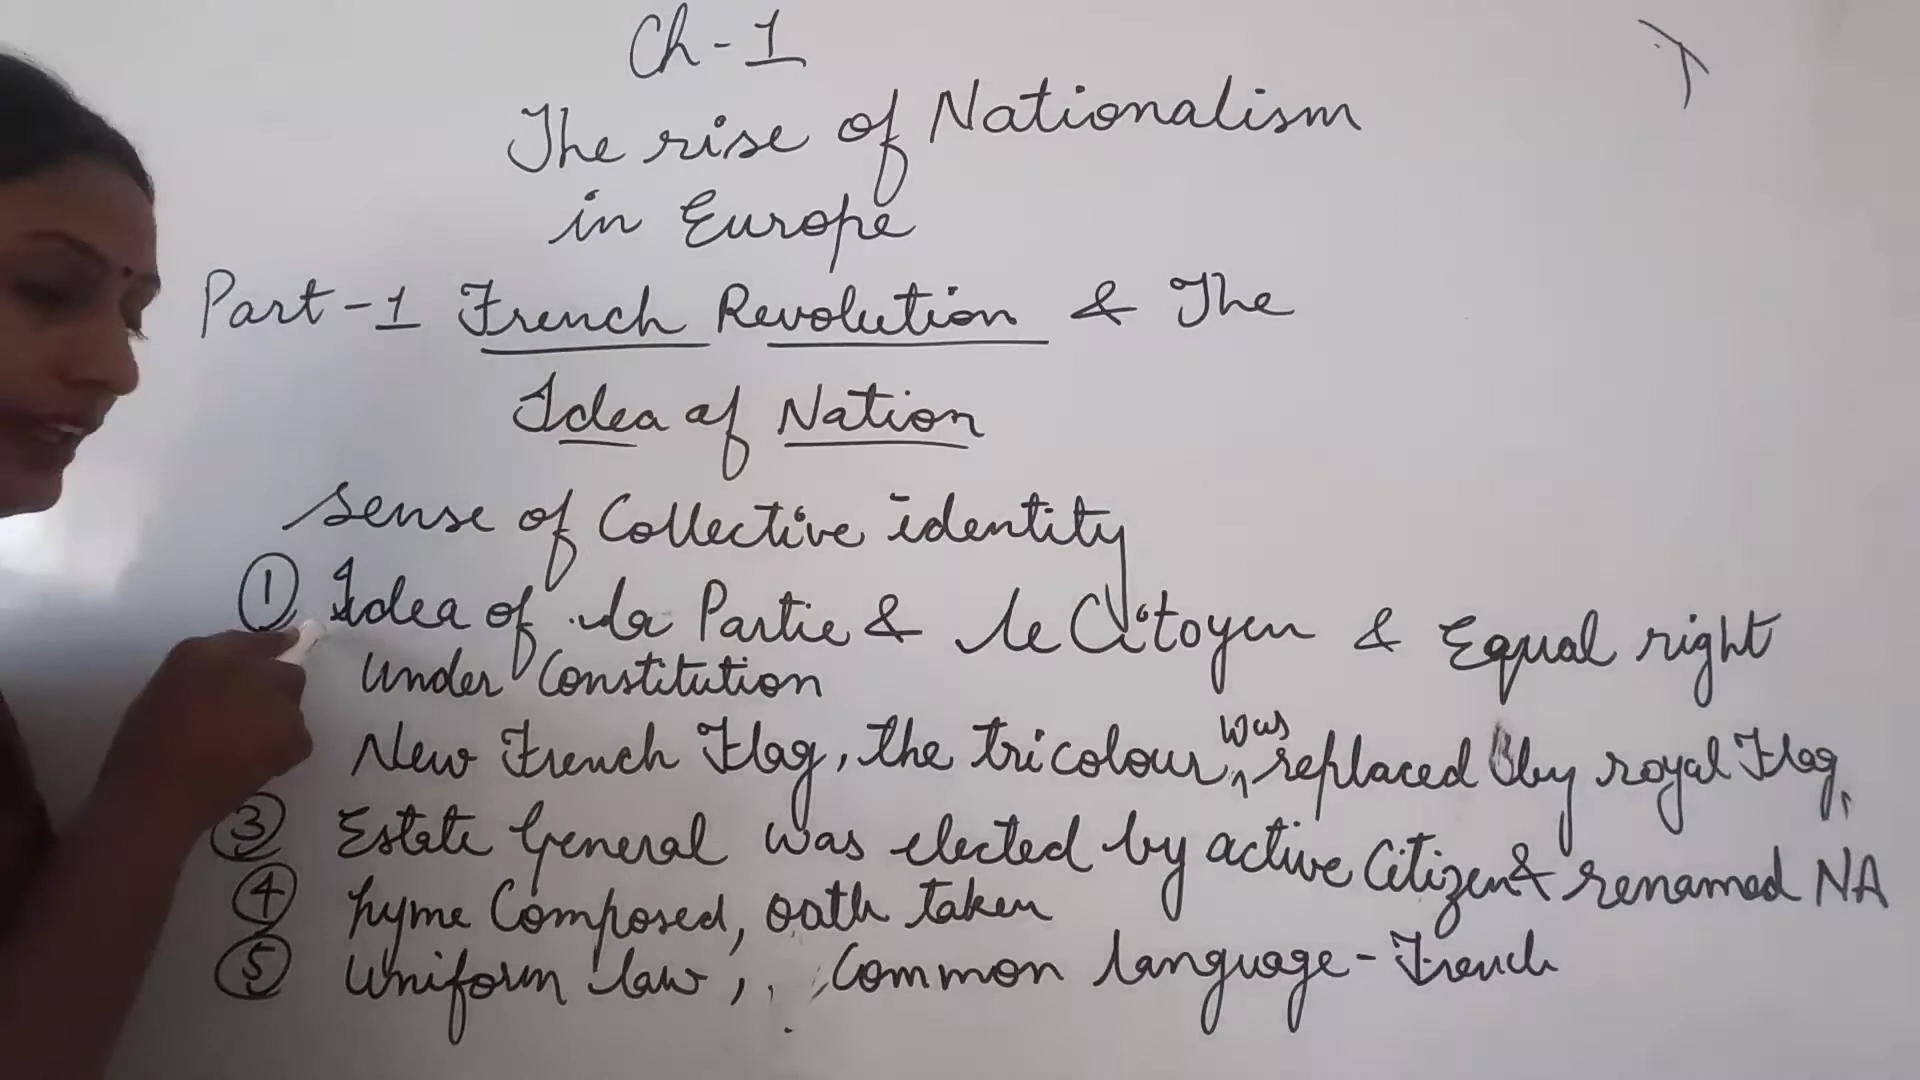 Ch-1
The rise of Nationalism
in Europe
Part-1 French Revolution & The
Idea of Nation
Sense of Collective identity
① Idea of La Partie & le Citoyen & Equal right
under Constitution
New French Flag, the tricolour was replaced by royal Flag,
③ Estate General was elected by active Citizen & renamed NA
④ hyme Composed, oath taken
⑤ Uniform law, Common language - French